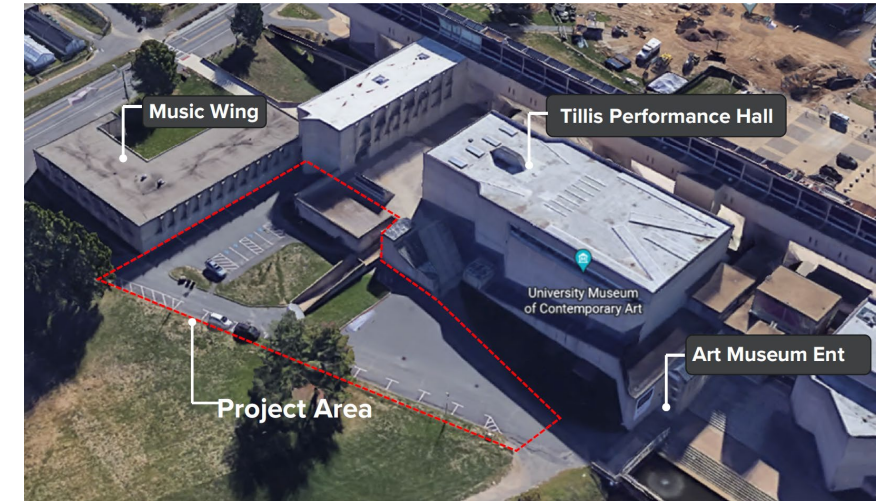 Music Wing
Tillis Performance Hall
University Museum
of Contemporary Art
Art Museum Ent
Project Area